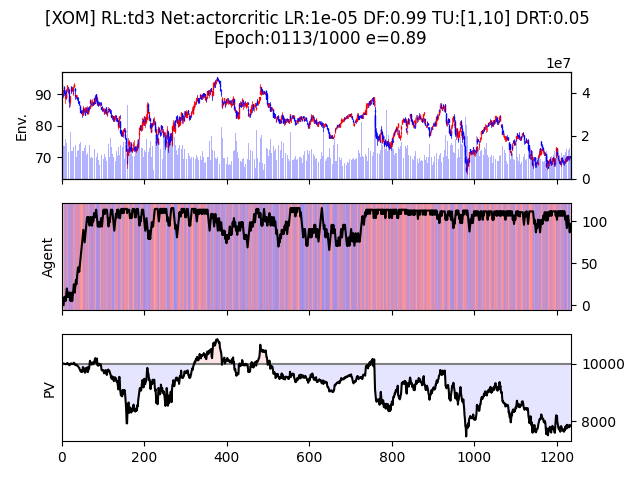 [XOM] RL:td3 Net:actorcritic LR:1e-05 DF:0.99 TU:[1,10] DRT:0.05
Epoch:0113/1000 e=0.89
1e7
Env.
90
80
70
4
2
0
Agent
100
50
0
PV
10000
8000
0 200 400 600 800 1000 1200